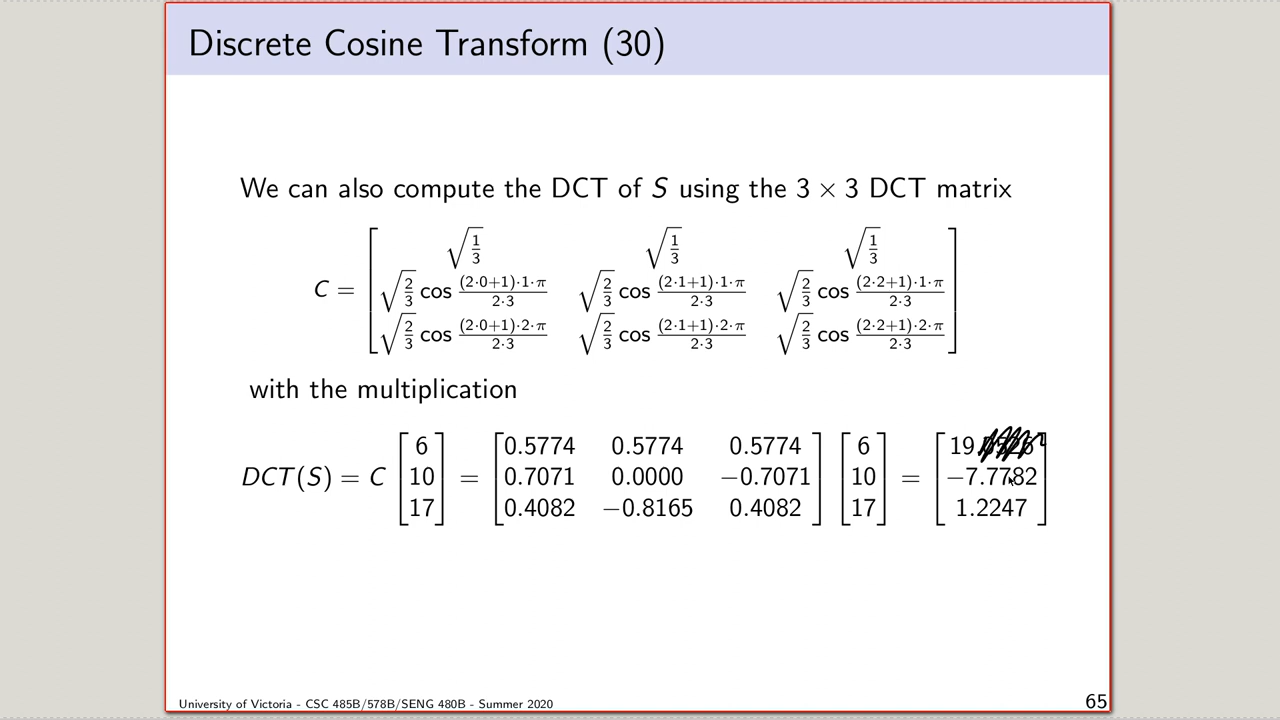 Discrete Cosine Transform (30)
We can also compute the DCT of S using the 3 × 3 DCT matrix
C = [ √(1/3) √(1/3) √(1/3)
√(2/3) cos (2·0+1)·1·π / 2·3 √(2/3) cos (2·1+1)·1·π / 2·3 √(2/3) cos (2·2+1)·1·π / 2·3
√(2/3) cos (2·0+1)·2·π / 2·3 √(2/3) cos (2·1+1)·2·π / 2·3 √(2/3) cos (2·2+1)·2·π / 2·3 ]
with the multiplication
DCT(S) = C [ 6 10 17 ] = [ 0.5774 0.5774 0.5774
0.7071 0.0000 −0.7071
0.4082 −0.8165 0.4082 ] [ 6 10 17 ] = [ 19. −7.7782 1.2247 ]
University of Victoria - CSC 485B/578B/SENG 480B - Summer 2020
65